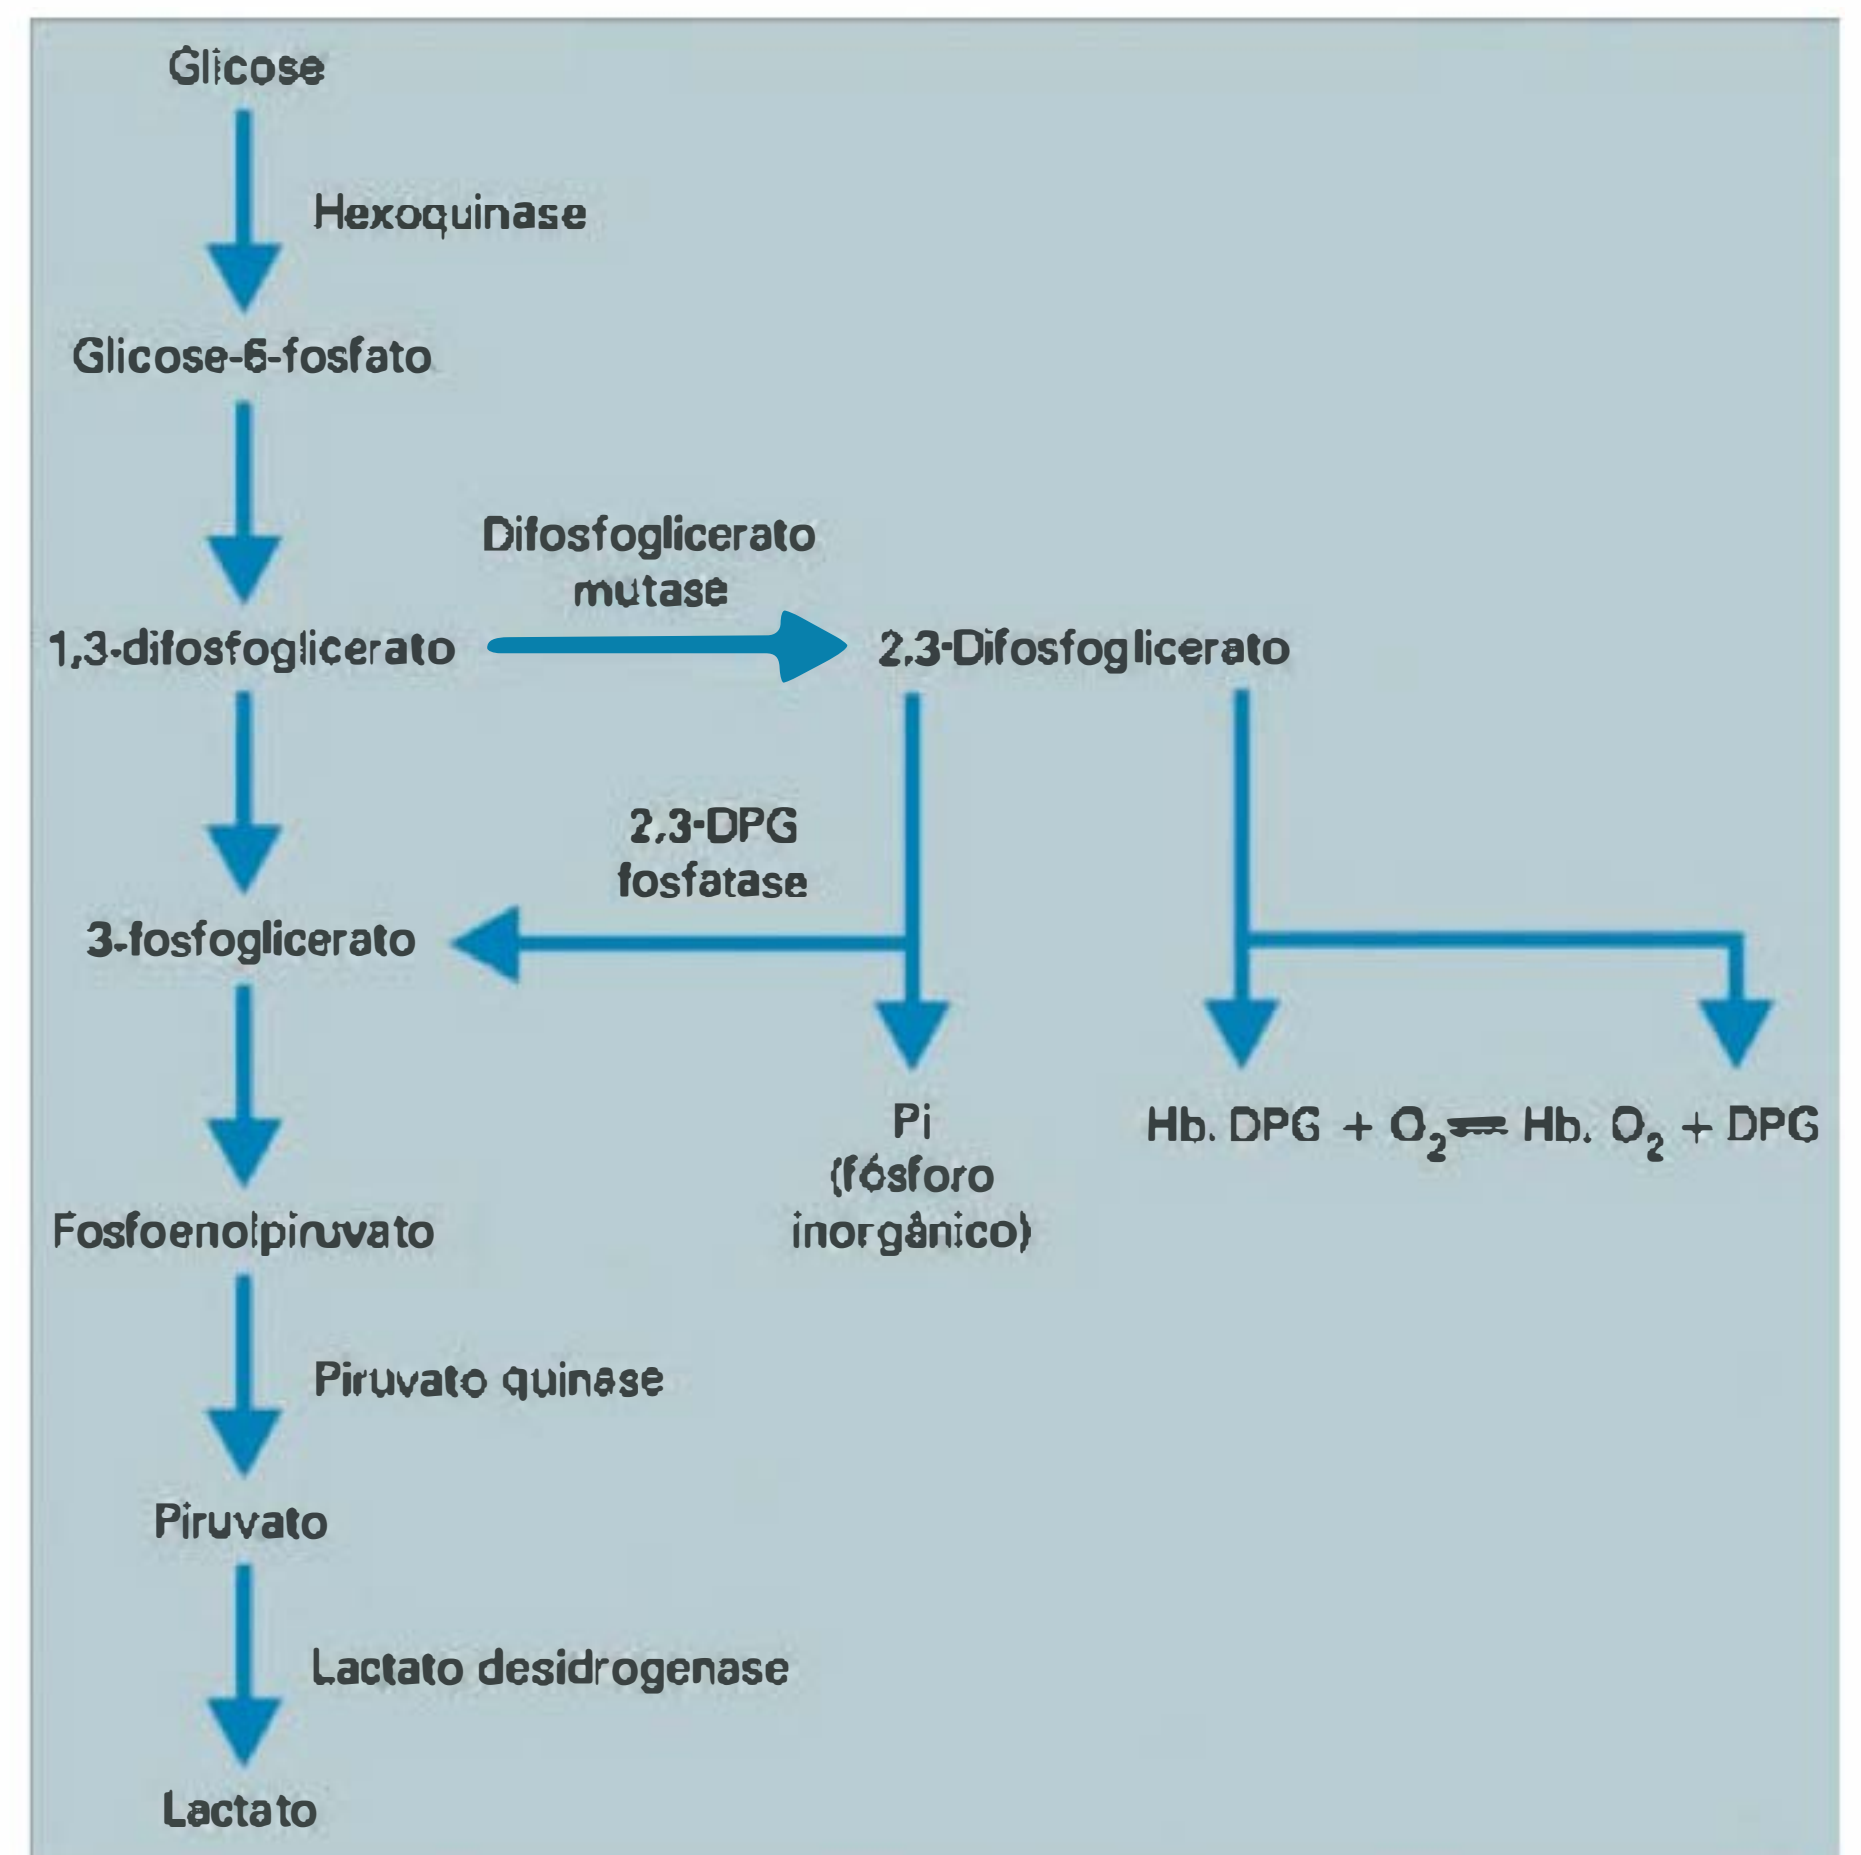 Glicose
Hexoquinase
Glicose-6-fosfato
Difosfoglicerato
mutase
1,3-difosfoglicerato
2,3-Difosfoglicerato
2,3-DPG
fosfatase
3-fosfoglicerato
Pi
(fósforo
inorgânico)
Hb. DPG + O₂ ⇌ Hb. O₂ + DPG
Fosfoenolpiruvato
Piruvato quinase
Piruvato
Lactato desidrogenase
Lactato